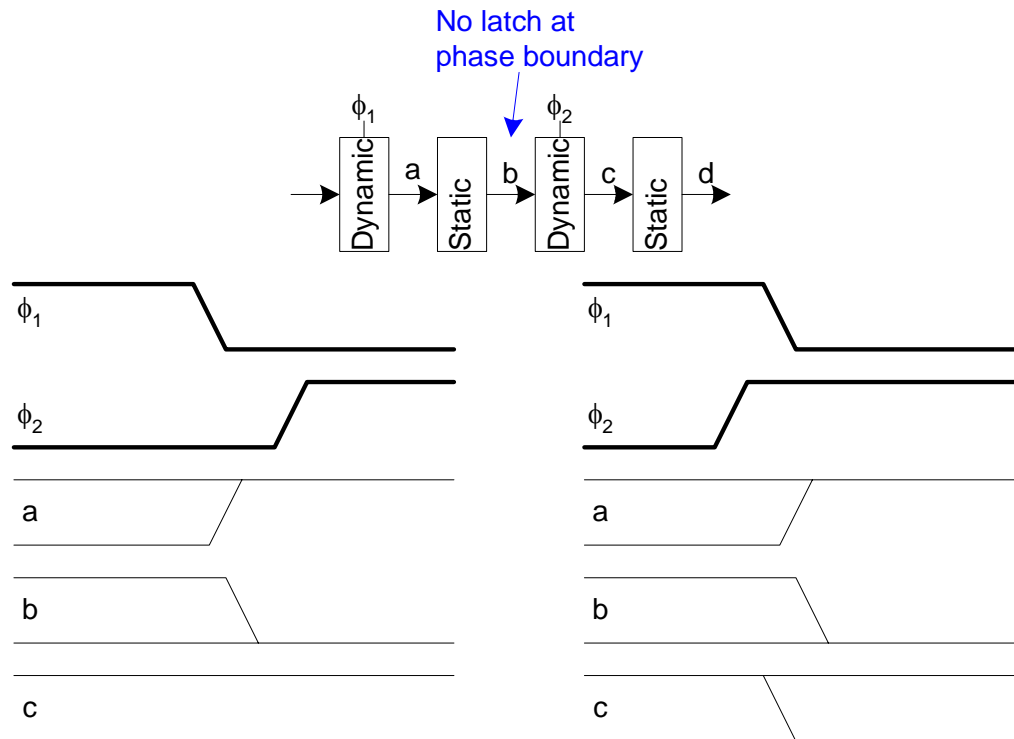 No latch at
phase boundary
ϕ1 ϕ2
Dynamic a Static b Dynamic c Static d
ϕ1
ϕ2
a
b
c
ϕ1
ϕ2
a
b
c